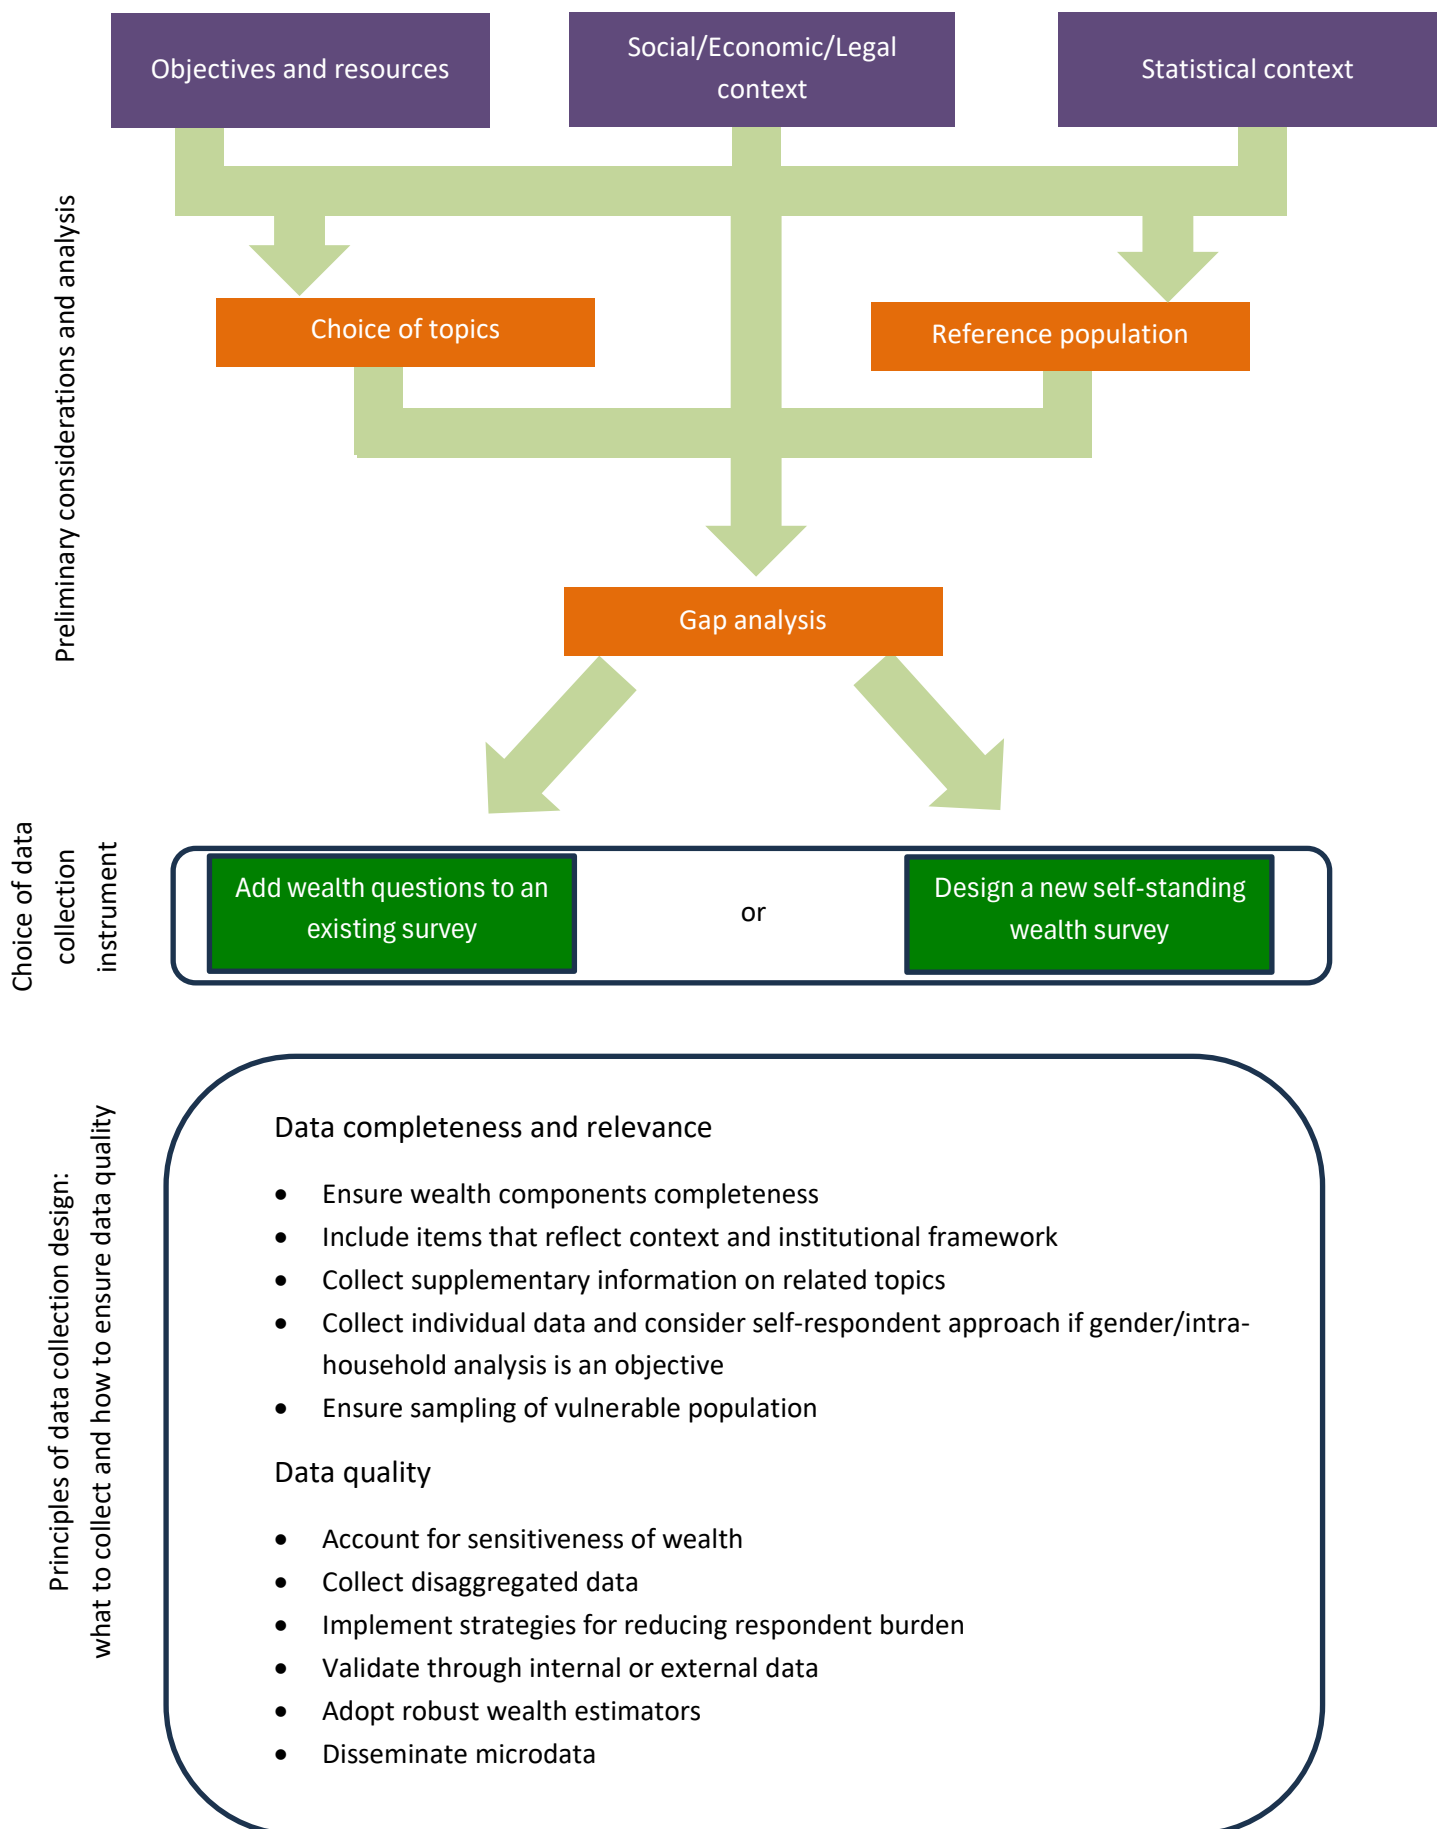 Objectives and resources
Social/Economic/Legal
context
Statistical context
Preliminary considerations and analysis
Choice of topics
Reference population
Gap analysis
Choice of data
collection
instrument
Add wealth questions to an
existing survey
or
Design a new self-standing
wealth survey
Principles of data collection design:
what to collect and how to ensure data quality
Data completeness and relevance
• Ensure wealth components completeness
• Include items that reflect context and institutional framework
• Collect supplementary information on related topics
• Collect individual data and consider self-respondent approach if gender/intra-
household analysis is an objective
• Ensure sampling of vulnerable population
Data quality
• Account for sensitiveness of wealth
• Collect disaggregated data
• Implement strategies for reducing respondent burden
• Validate through internal or external data
• Adopt robust wealth estimators
• Disseminate microdata